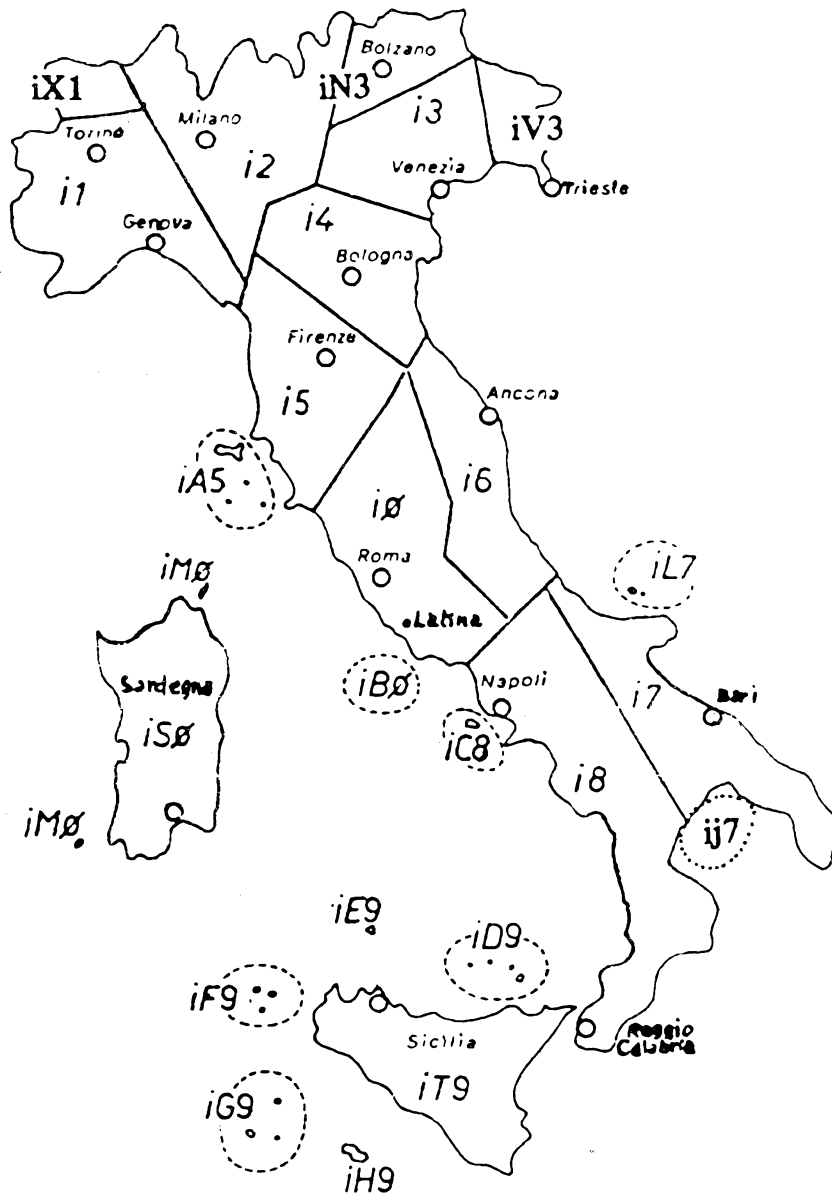 Bolzano
iX1
iN3
i3
iV3
Torino
Milano
i2
Venezia
Trieste
i1
Genova
i4
Bologna
Firenze
i5
Ancona
iA5
i6
iØ
Roma
iL7
iMØ
Latina
Sardegna
iBØ
Napoli
i7
Bari
iSØ
iC8
i8
iMØ
ij7
iE9
iD9
iF9
Sicilia
Reggio
Calabria
iT9
iG9
iH9